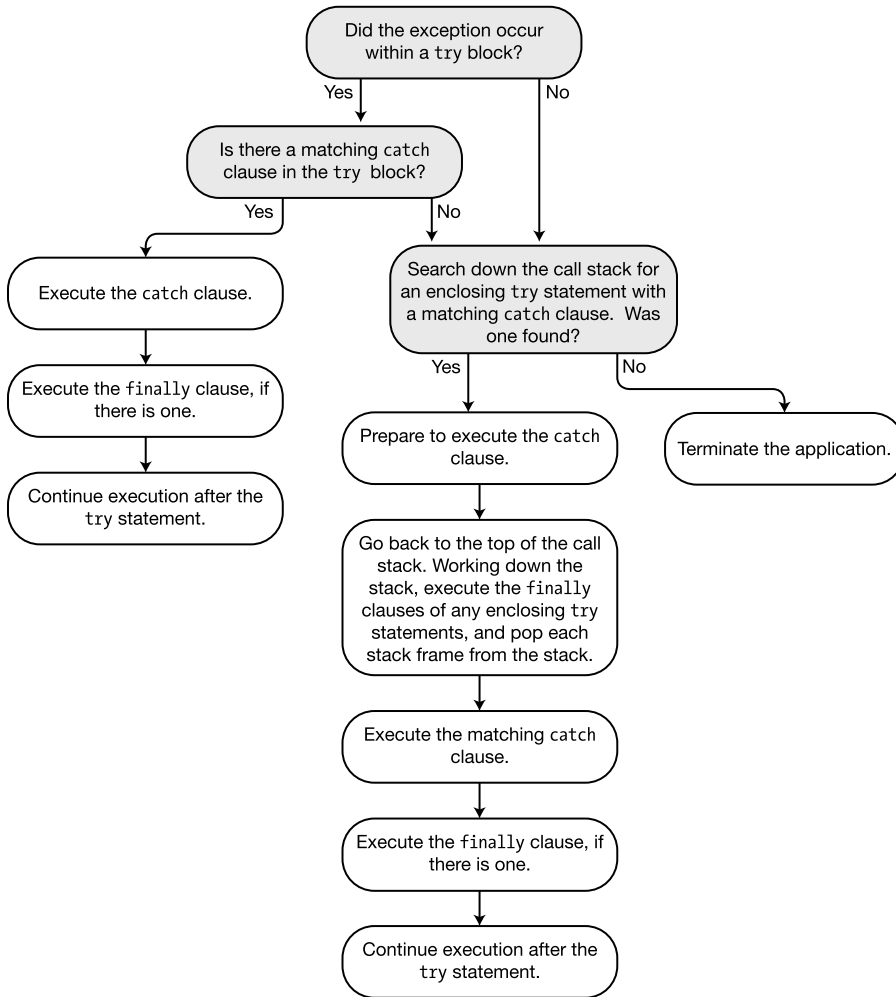 Did the exception occur
within a try block?
Yes
No
Is there a matching catch
clause in the try block?
Yes
No
Execute the catch clause.
Execute the finally clause, if
there is one.
Continue execution after the
try statement.
Search down the call stack for
an enclosing try statement with
a matching catch clause. Was
one found?
Yes
No
Prepare to execute the catch
clause.
Terminate the application.
Go back to the top of the call
stack. Working down the
stack, execute the finally
clauses of any enclosing try
statements, and pop each
stack frame from the stack.
Execute the matching catch
clause.
Execute the finally clause, if
there is one.
Continue execution after the
try statement.